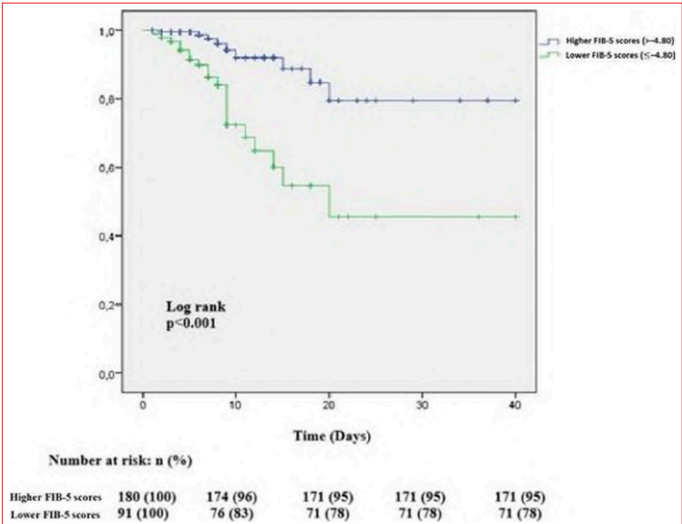 Higher FIB-5 scores (>-4.80)
Lower FIB-5 scores (≤-4.80)
1,0
0,8
0,6
0,4
0,2
0,0
Log rank
p<0.001
0 10 20 30 40
Time (Days)
Number at risk: n (%)
Higher FIB-5 scores 180 (100) 174 (96) 171 (95) 171 (95) 171 (95)
Lower FIB-5 scores 91 (100) 76 (83) 71 (78) 71 (78) 71 (78)